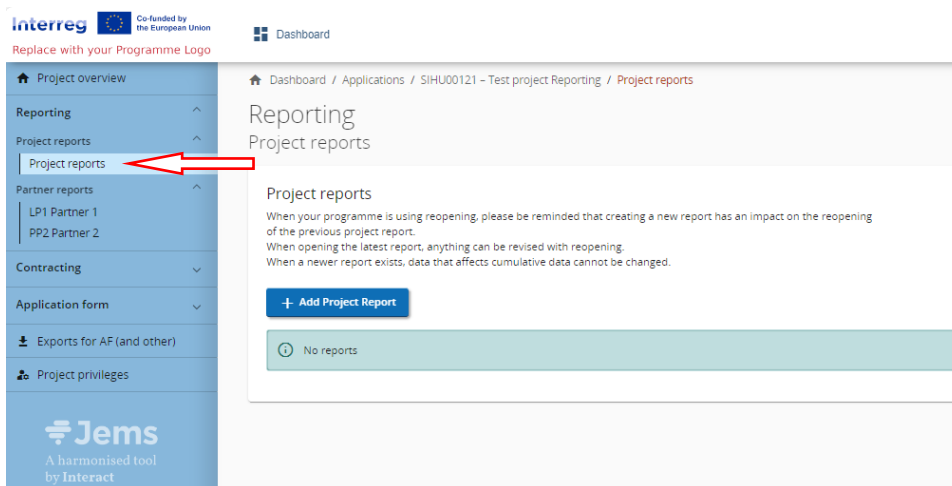 Interreg
Co-funded by
the European Union
Replace with your Programme Logo
Dashboard
Project overview
Reporting
Project reports
Project reports
Partner reports
LP1 Partner 1
PP2 Partner 2
Contracting
Application form
Exports for AF (and other)
Project privileges
Jems
A harmonised tool
by Interact
Dashboard / Applications / SIHU00121 – Test project Reporting / Project reports
Reporting
Project reports
Project reports
When your programme is using reopening, please be reminded that creating a new report has an impact on the reopening
of the previous project report.
When opening the latest report, anything can be revised with reopening.
When a newer report exists, data that affects cumulative data cannot be changed.
+ Add Project Report
No reports